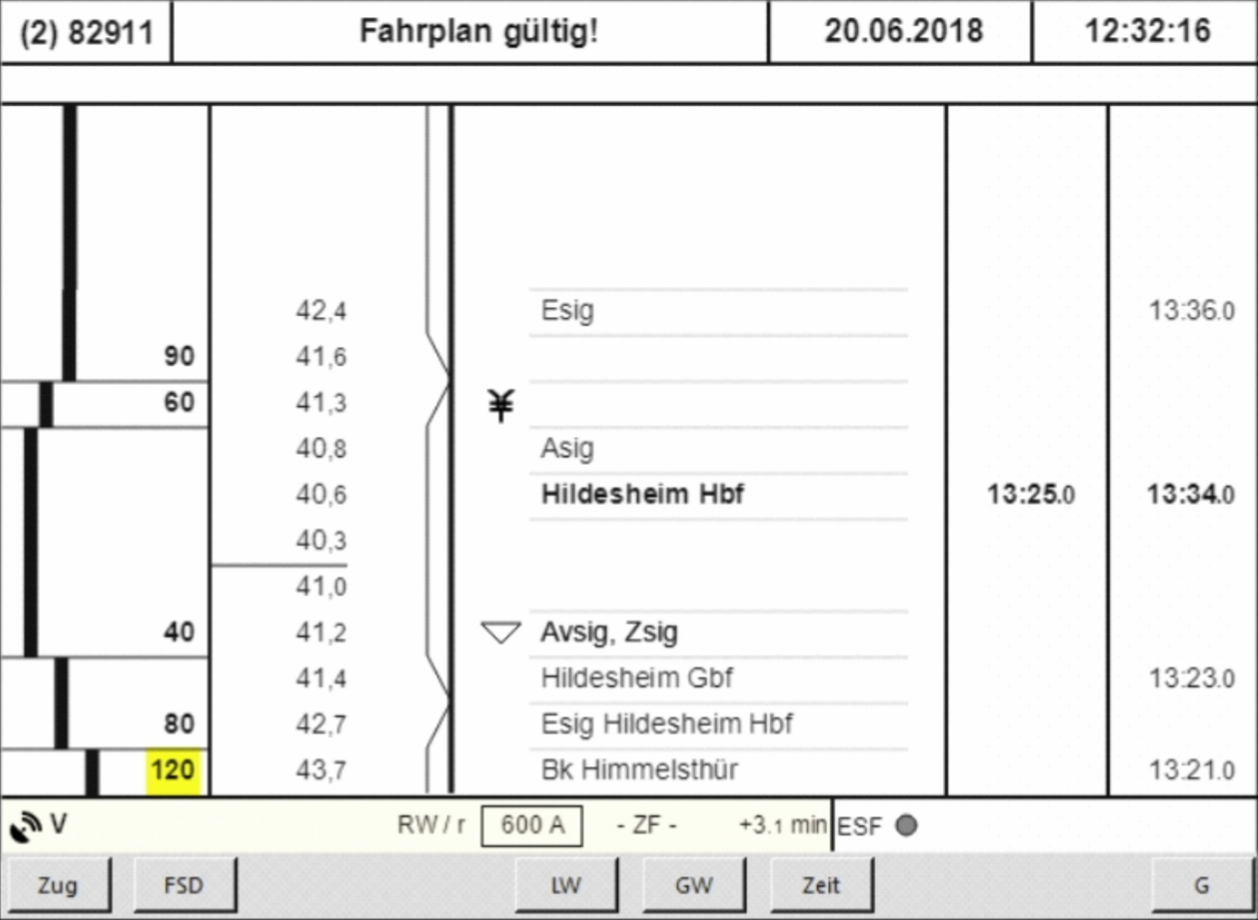 (2) 82911 Fahrplan gültig! 20.06.2018 12:32:16
42,4 Esig 13:36.0
90 41,6
60 41,3 ¥
40,8 Asig
40,6 Hildesheim Hbf 13:25.0 13:34.0
40,3
41,0
40 41,2 Avsig, Zsig
41,4 Hildesheim Gbf 13:23.0
80 42,7 Esig Hildesheim Hbf
120 43,7 Bk Himmelsthür 13:21.0
V RW / r 600 A - ZF - +3.1 min ESF
Zug FSD LW GW Zeit G